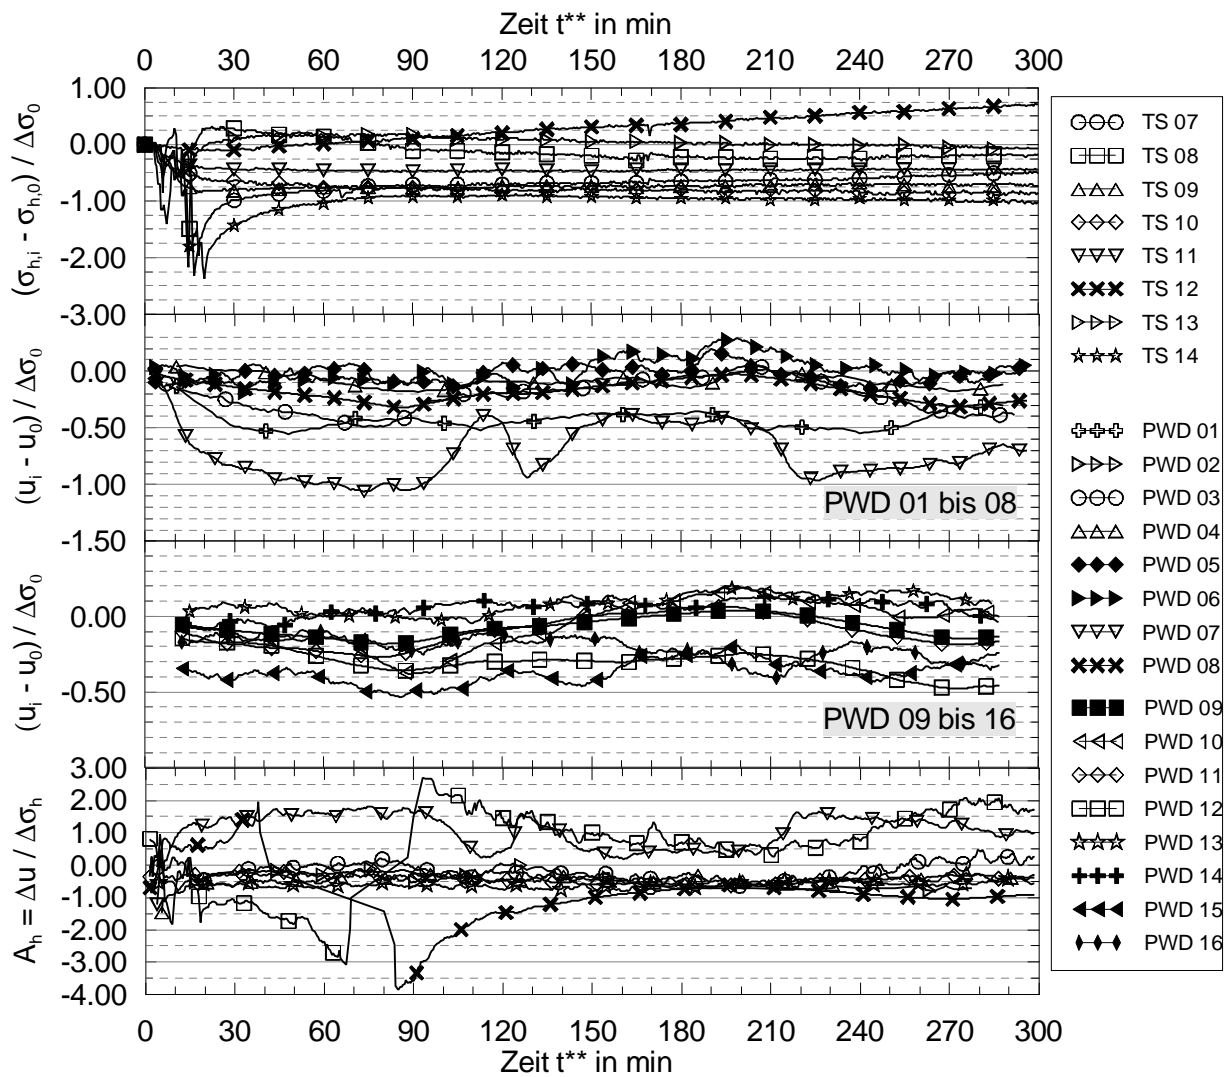 Zeit t** in min
0 30 60 90 120 150 180 210 240 270 300
(σh,i - σh,0) / Δσ0
1.00
0.00
-1.00
-2.00
-3.00
(ui - u0) / Δσ0
0.00
-0.50
-1.00
-1.50
PWD 01 bis 08
(ui - u0) / Δσ0
0.00
-0.50
PWD 09 bis 16
Ah = Δu / Δσh
3.00
2.00
1.00
0.00
-1.00
-2.00
-3.00
-4.00
0 30 60 90 120 150 180 210 240 270 300
Zeit t** in min
TS 07
TS 08
TS 09
TS 10
TS 11
TS 12
TS 13
TS 14
PWD 01
PWD 02
PWD 03
PWD 04
PWD 05
PWD 06
PWD 07
PWD 08
PWD 09
PWD 10
PWD 11
PWD 12
PWD 13
PWD 14
PWD 15
PWD 16